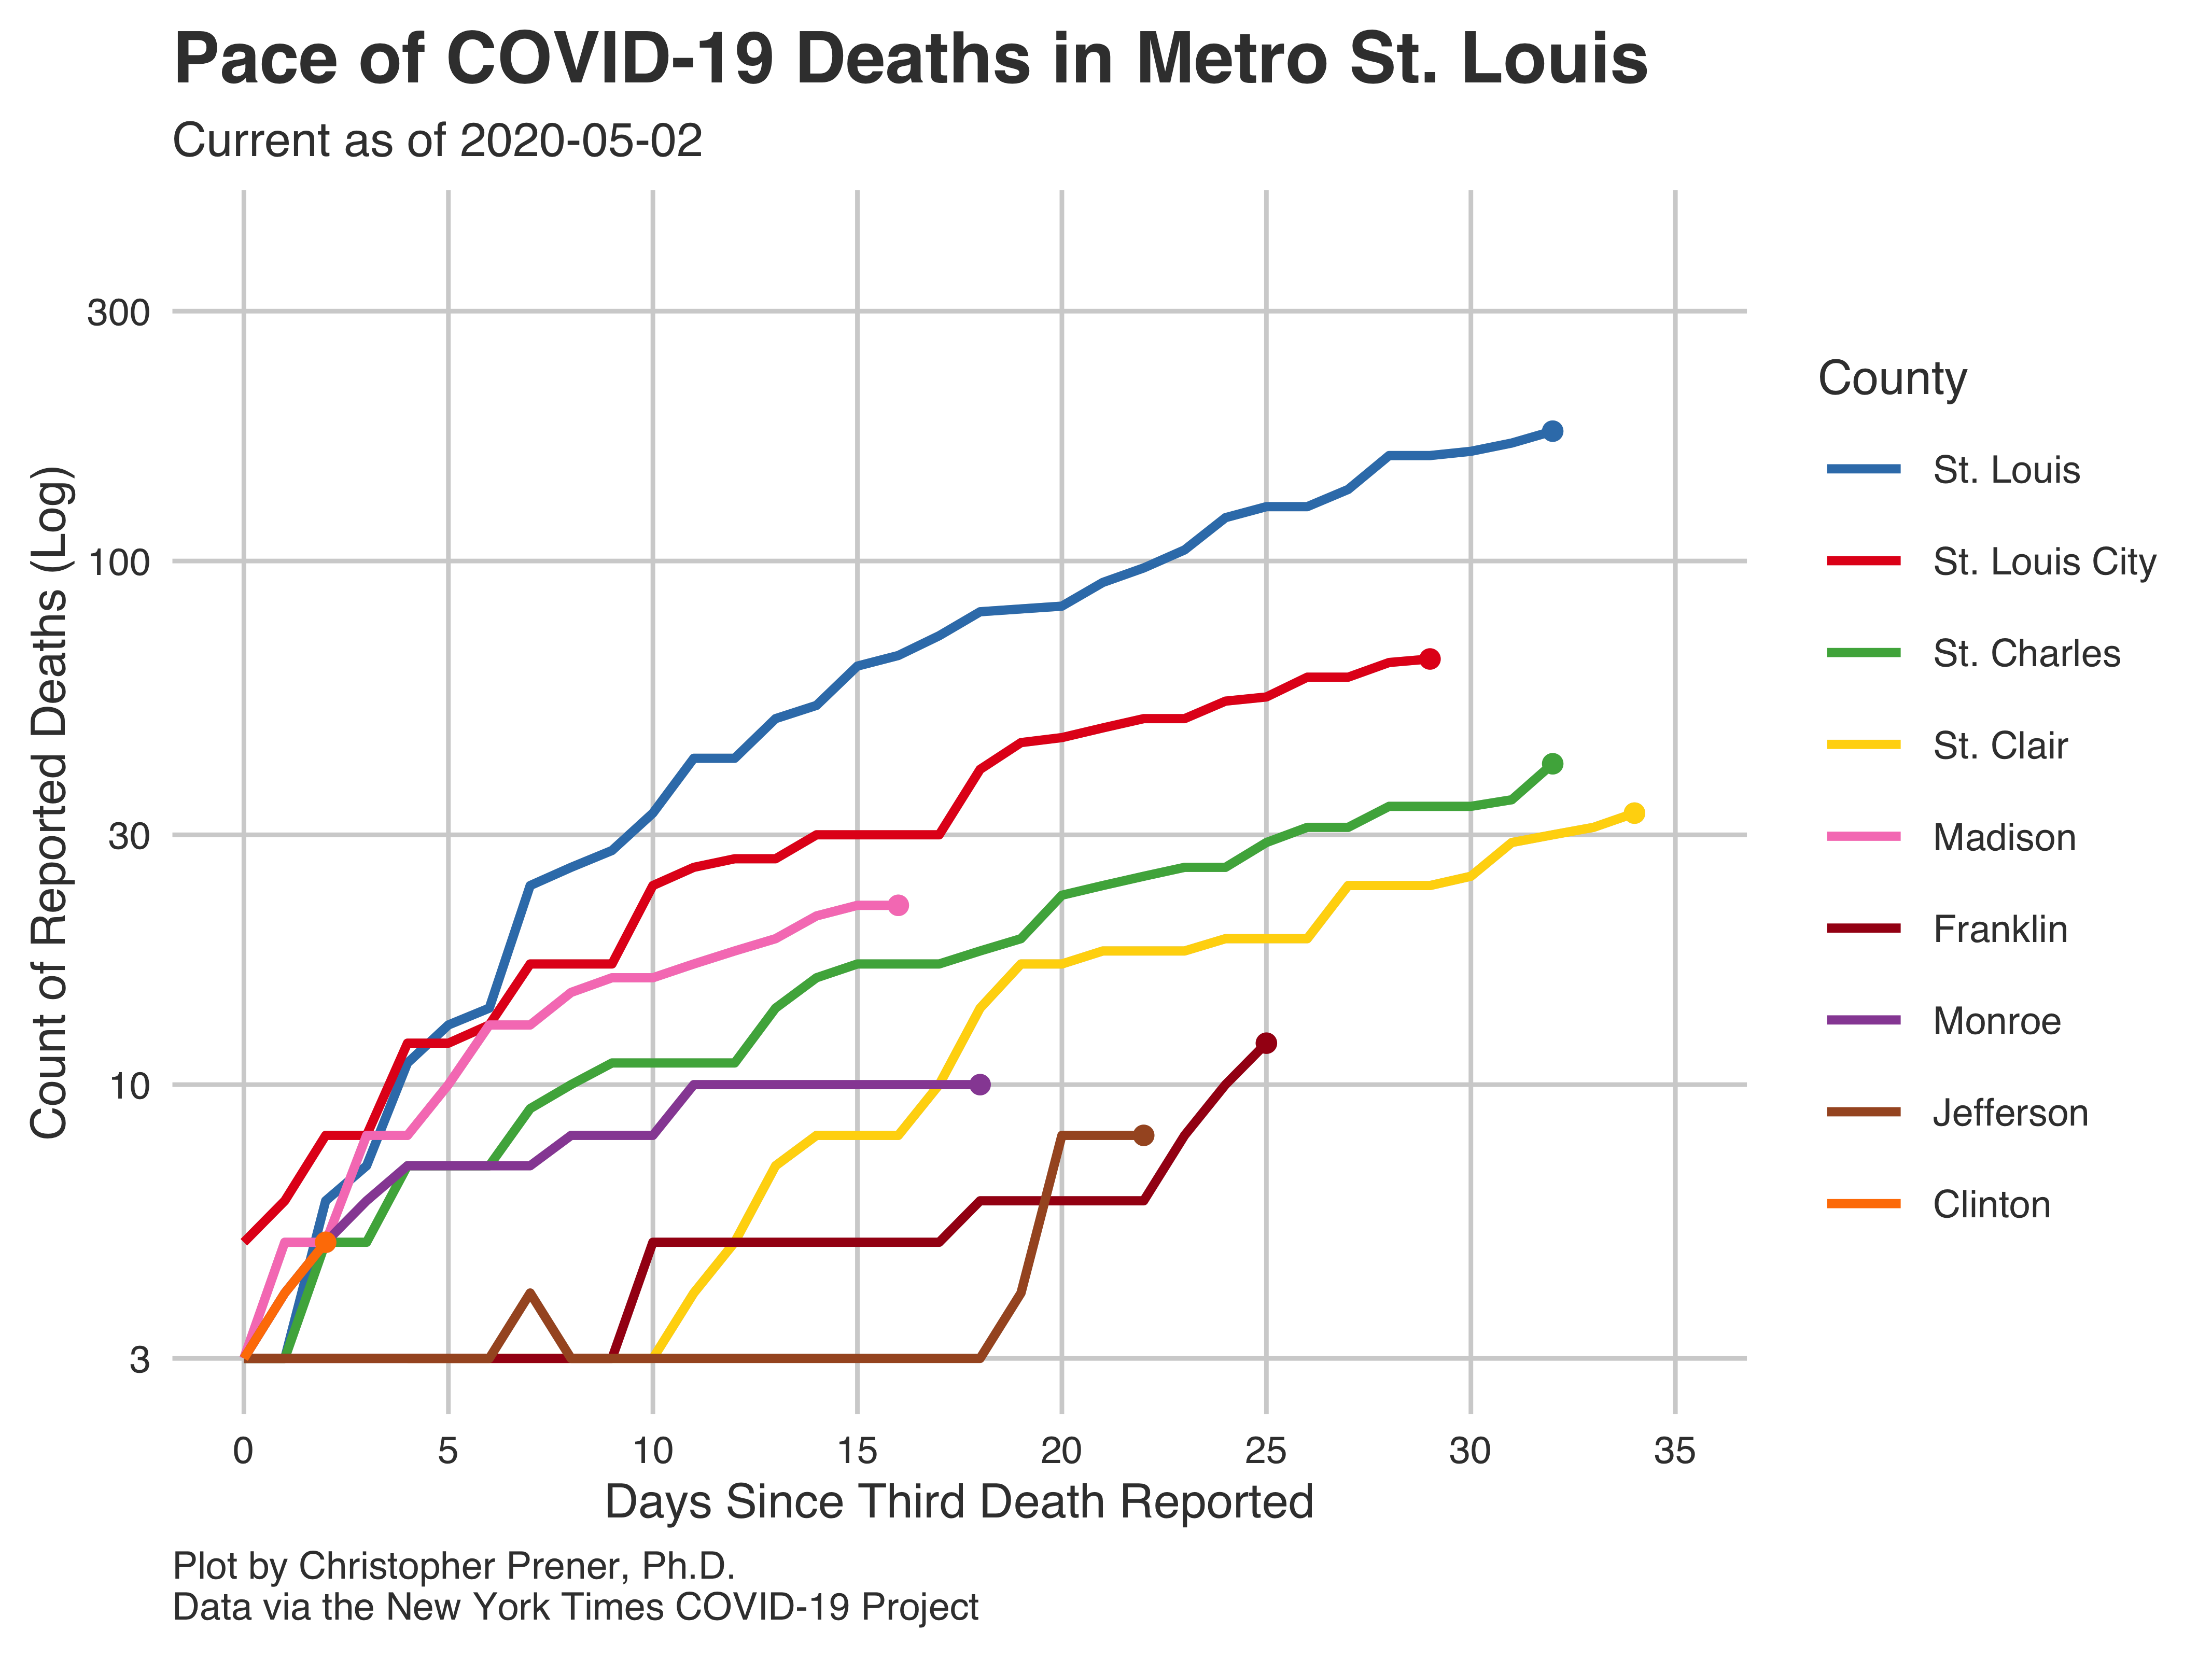 Pace of COVID-19 Deaths in Metro St. Louis
Current as of 2020-05-02
Count of Reported Deaths (Log)
300
100
30
10
3
0 5 10 15 20 25 30 35
Days Since Third Death Reported
County
St. Louis
St. Louis City
St. Charles
St. Clair
Madison
Franklin
Monroe
Jefferson
Clinton
Plot by Christopher Prener, Ph.D.
Data via the New York Times COVID-19 Project